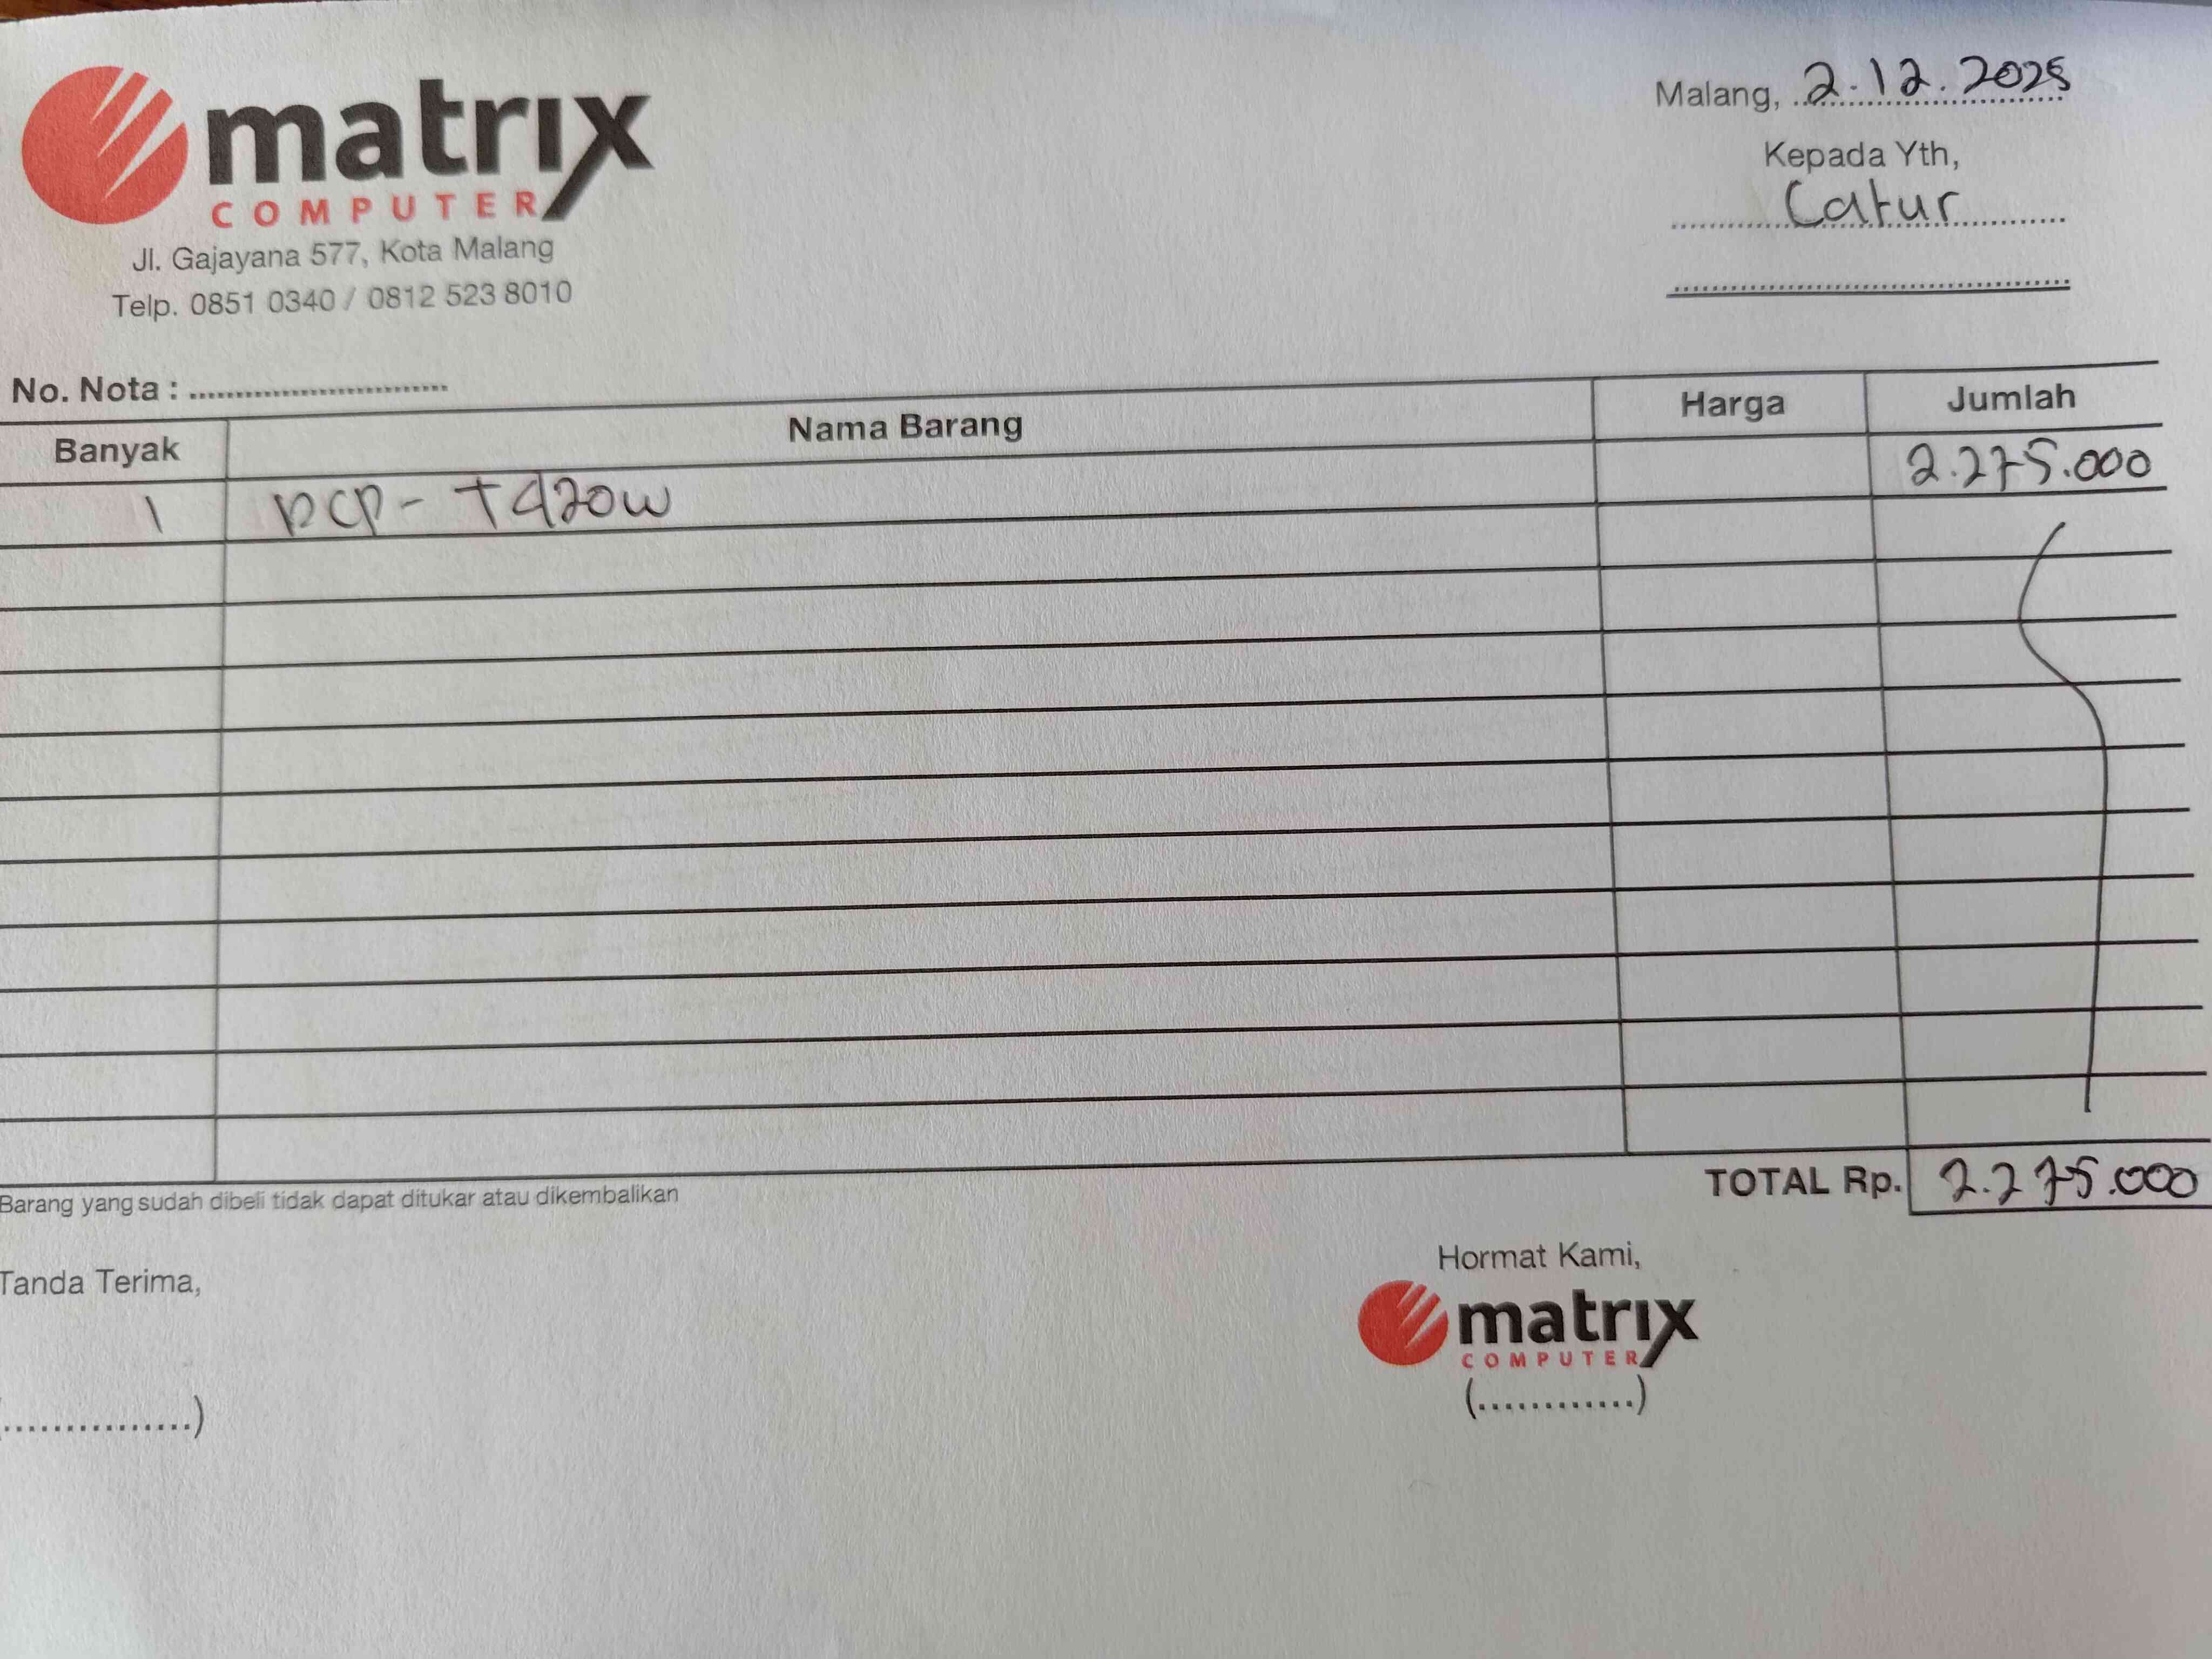 matrix
COMPUTER
Jl. Gajayana 577, Kota Malang
Telp. 0851 0340 / 0812 523 8010
Malang, 2.12.2025
Kepada Yth,
Catur
No. Nota :
Banyak Nama Barang Harga Jumlah
1 DCP-T420W 2.275.000
TOTAL Rp. 2.275.000
Barang yang sudah dibeli tidak dapat ditukar atau dikembalikan
Tanda Terima,
Hormat Kami,
matrix
COMPUTER
(............)